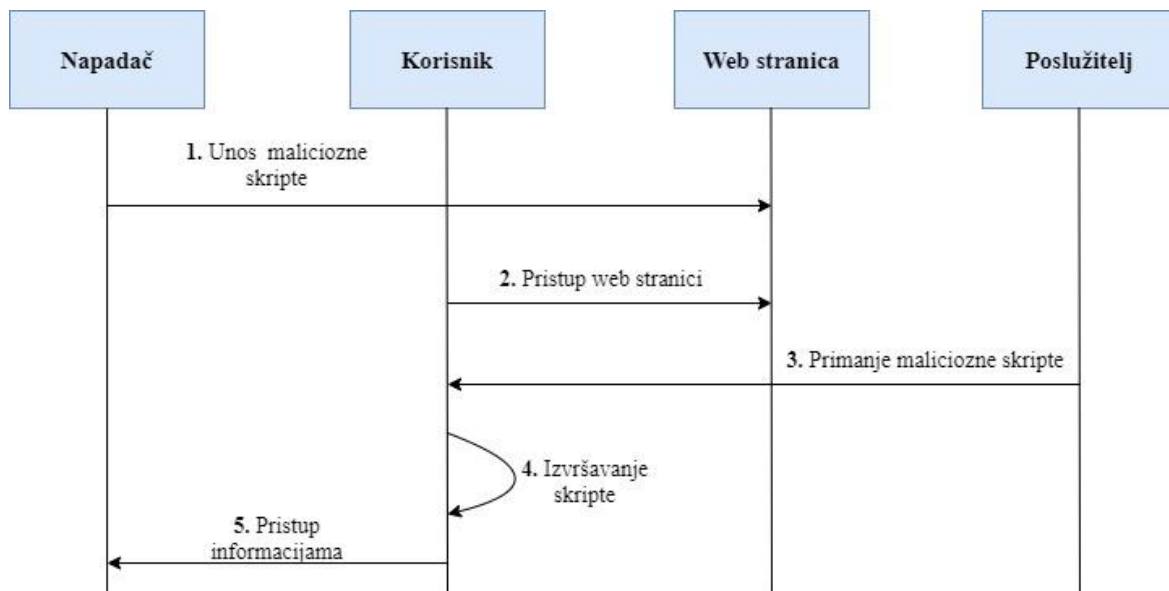 Napadač
Korisnik
Web stranica
Poslužitelj
1. Unos maliciozne
skripte
2. Pristup web stranici
3. Primanje maliciozne skripte
4. Izvršavanje
skripte
5. Pristup
informacijama